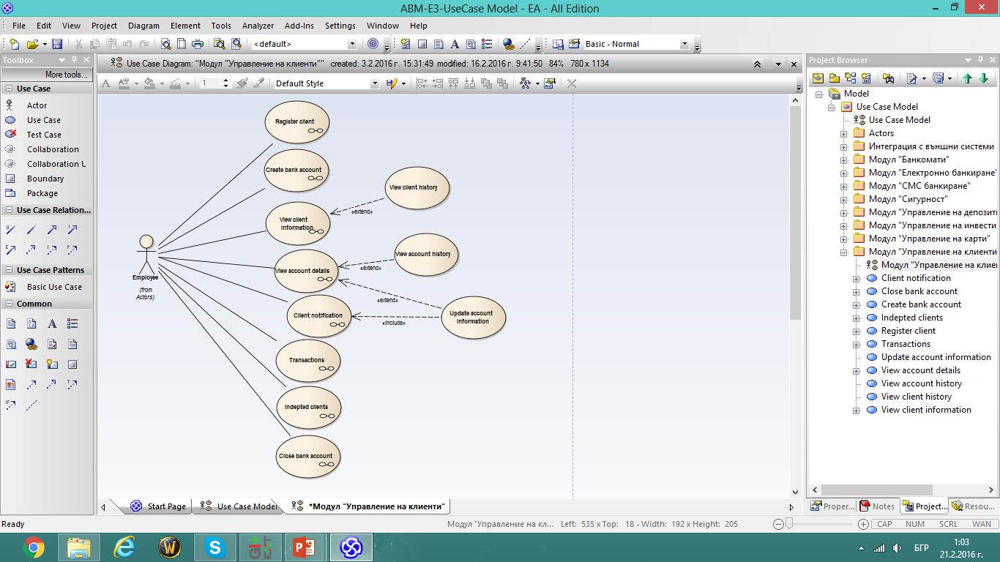 ABM-E3-UseCase Model - EA - All Edition
File Edit View Project Diagram Element Tools Analyzer Add-Ins Settings Window Help
<default>
Basic - Normal
Toolbox
More tools...
Use Case
Actor
Use Case
Test Case
Collaboration
Collaboration U
Boundary
Package
Use Case Relation...
Use Case Patterns
Basic Use Case
Common
Use Case Diagram: "Модул "Управление на клиенти"" created: 3.2.2016 г. 15:31:49 modified: 16.2.2016 9:41:50 84% 780 x 1134
1
Default Style
Register client
Create bank account
View client history
«extend»
View client
information
View account history
View account details
«extend»
Employee
(from
Actors)
«extend»
Client notification
Update account
information
«include»
Transactions
Indepted clients
Close bank account
Start Page
Use Case Model
*Модул "Управление на клиенти"
Project Browser
Model
Use Case Model
Use Case Model
Actors
Интеграция с външни системи
Модул "Банкомати"
Модул "Електронно банкиране"
Модул "СМС банкиране"
Модул "Сигурност"
Модул "Управление на депозити
Модул "Управление на инвести
Модул "Управление на карти"
Модул "Управление на клиенти
Модул "Управление на клиен
Client notification
Close bank account
Create bank account
Indepted clients
Register client
Transactions
Update account information
View account details
View account history
View client history
View client information
Proper...
Notes
Project...
Resou...
Ready
Модул "Управление на кл... Left: 535 x Top: 18 - Width: 192 x Height: 205
CAP NUM SCRL WAN
БГР
1:03
21.2.2016 г.